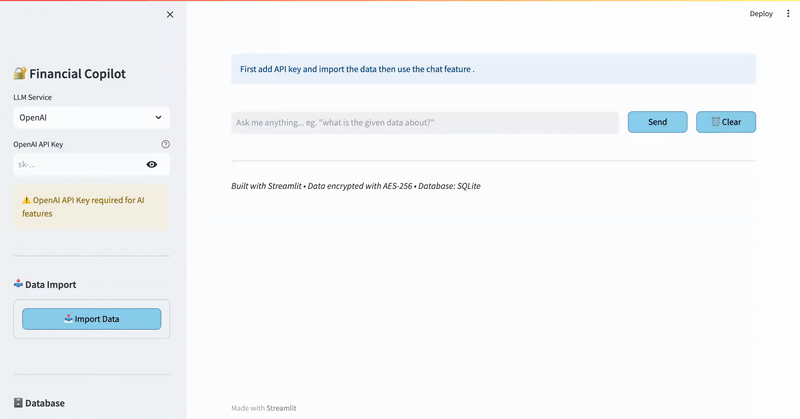 Deploy
🔐 Financial Copilot
LLM Service
OpenAI
OpenAI API Key
sk-...
⚠️ OpenAI API Key required for AI
features
📥 Data Import
📥 Import Data
🗄️ Database
First add API key and import the data then use the chat feature .
Ask me anything... eg. "what is the given data about?"
Send
🗑️ Clear
Built with Streamlit • Data encrypted with AES-256 • Database: SQLite
Made with Streamlit